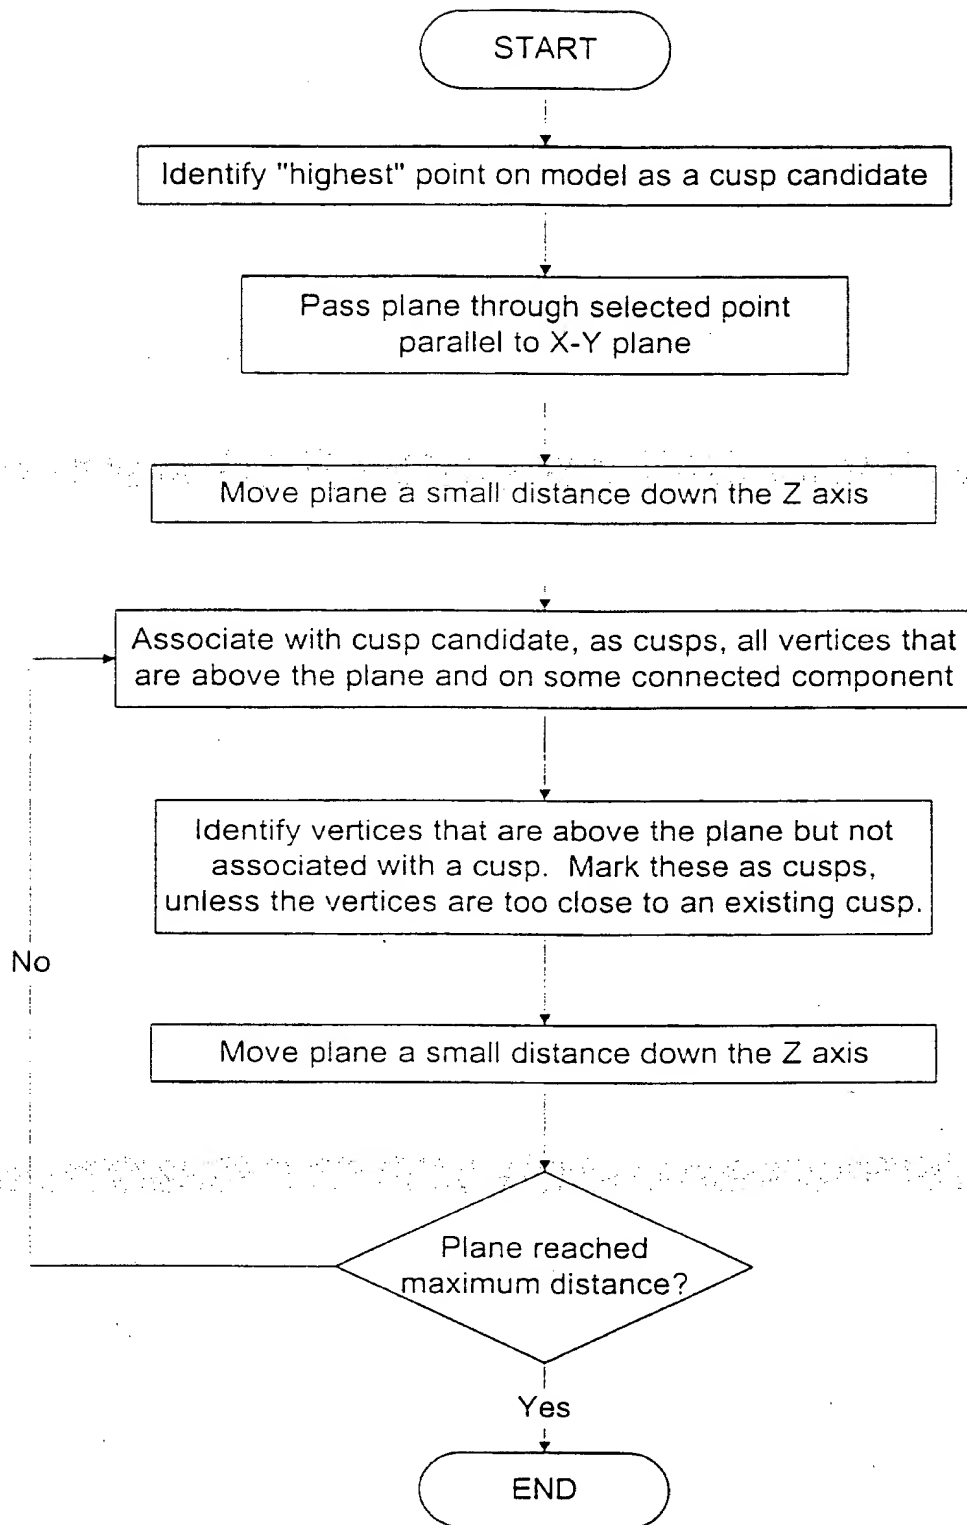 START
Identify "highest" point on model as a cusp candidate
Pass plane through selected point
parallel to X-Y plane
Move plane a small distance down the Z axis
Associate with cusp candidate, as cusps, all vertices that
are above the plane and on some connected component
Identify vertices that are above the plane but not
associated with a cusp. Mark these as cusps,
unless the vertices are too close to an existing cusp.
No
Move plane a small distance down the Z axis
Plane reached
maximum distance?
Yes
END